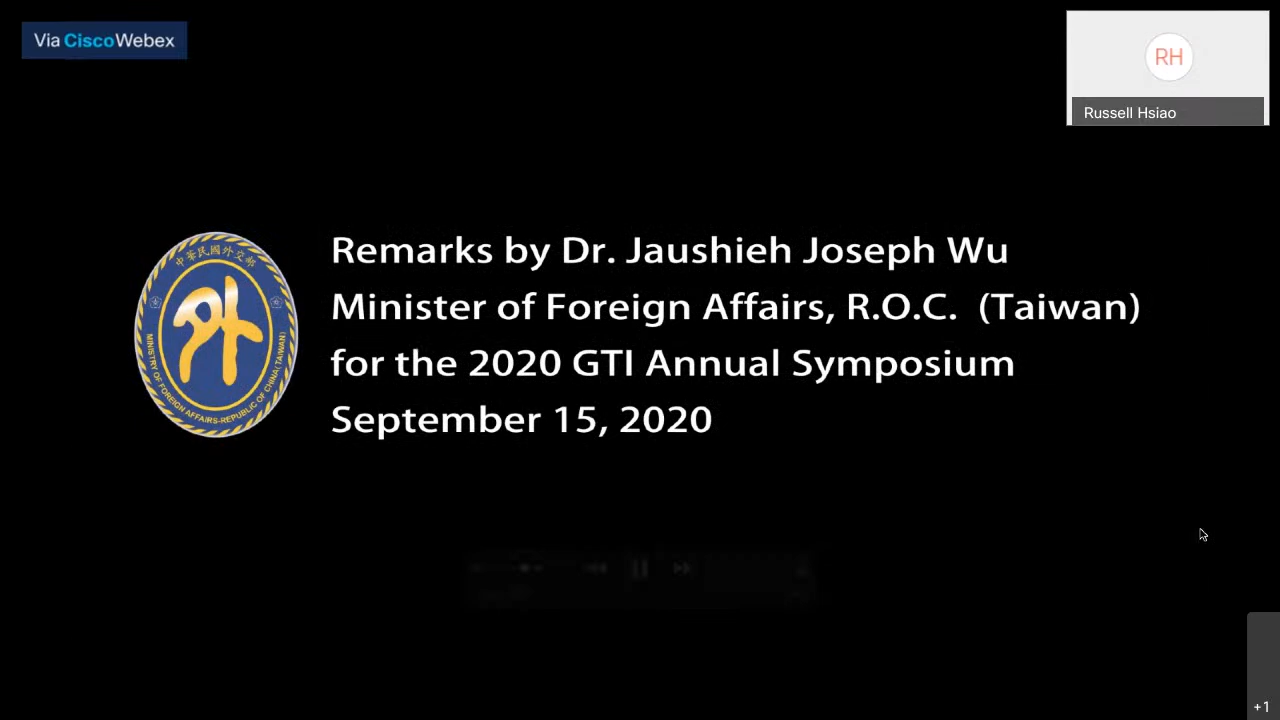 Via CiscoWebex
RH
Russell Hsiao
中華民國外交部
外
MINISTRY OF FOREIGN AFFAIRS-REPUBLIC OF CHINA(TAIWAN)
Remarks by Dr. Jaushieh Joseph Wu
Minister of Foreign Affairs, R.O.C. (Taiwan)
for the 2020 GTI Annual Symposium
September 15, 2020
+1